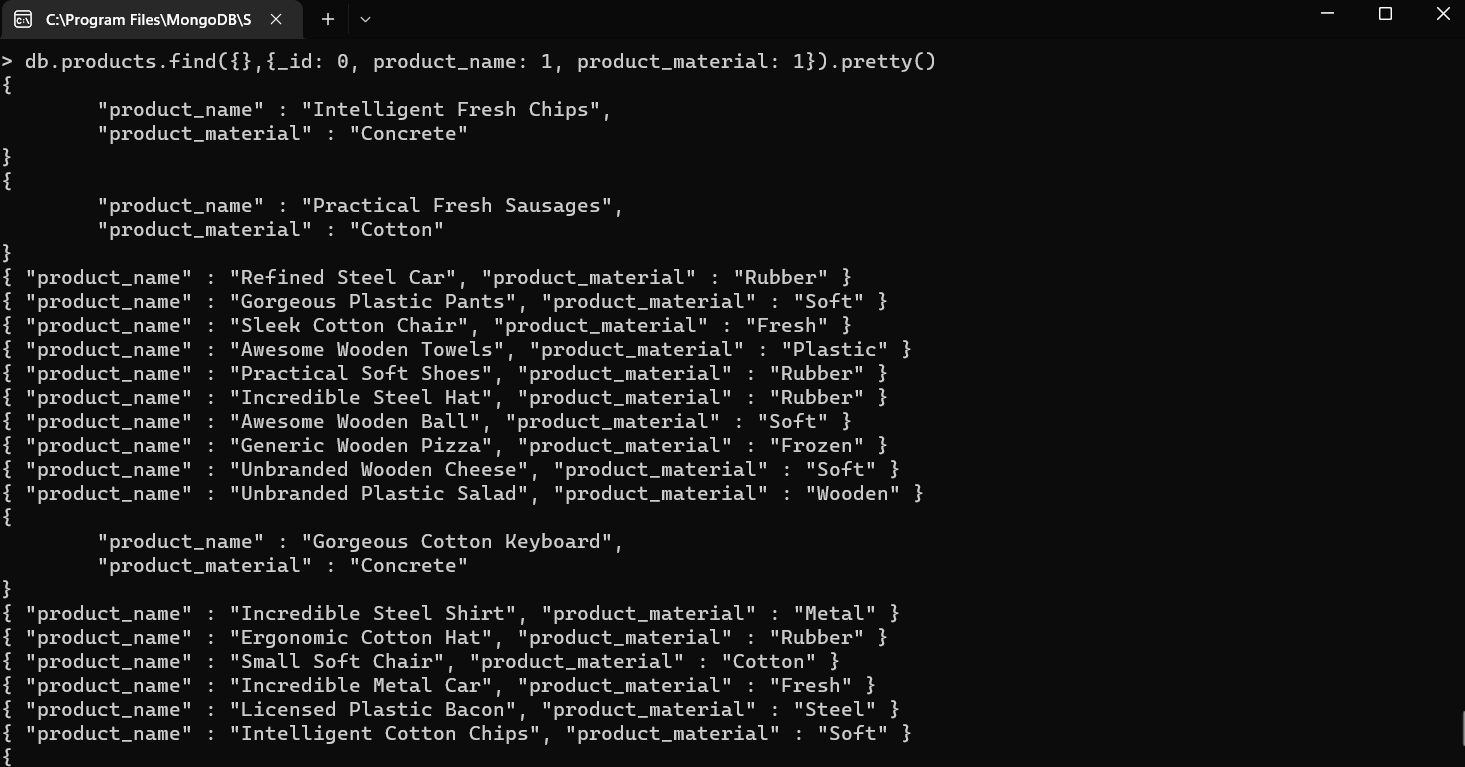 C:\Program Files\MongoDB\S
> db.products.find({},{_id: 0, product_name: 1, product_material: 1}).pretty()
{
        "product_name" : "Intelligent Fresh Chips",
        "product_material" : "Concrete"
}
{
        "product_name" : "Practical Fresh Sausages",
        "product_material" : "Cotton"
}
{ "product_name" : "Refined Steel Car", "product_material" : "Rubber" }
{ "product_name" : "Gorgeous Plastic Pants", "product_material" : "Soft" }
{ "product_name" : "Sleek Cotton Chair", "product_material" : "Fresh" }
{ "product_name" : "Awesome Wooden Towels", "product_material" : "Plastic" }
{ "product_name" : "Practical Soft Shoes", "product_material" : "Rubber" }
{ "product_name" : "Incredible Steel Hat", "product_material" : "Rubber" }
{ "product_name" : "Awesome Wooden Ball", "product_material" : "Soft" }
{ "product_name" : "Generic Wooden Pizza", "product_material" : "Frozen" }
{ "product_name" : "Unbranded Wooden Cheese", "product_material" : "Soft" }
{ "product_name" : "Unbranded Plastic Salad", "product_material" : "Wooden" }
{
        "product_name" : "Gorgeous Cotton Keyboard",
        "product_material" : "Concrete"
}
{ "product_name" : "Incredible Steel Shirt", "product_material" : "Metal" }
{ "product_name" : "Ergonomic Cotton Hat", "product_material" : "Rubber" }
{ "product_name" : "Small Soft Chair", "product_material" : "Cotton" }
{ "product_name" : "Incredible Metal Car", "product_material" : "Fresh" }
{ "product_name" : "Licensed Plastic Bacon", "product_material" : "Steel" }
{ "product_name" : "Intelligent Cotton Chips", "product_material" : "Soft" }
{